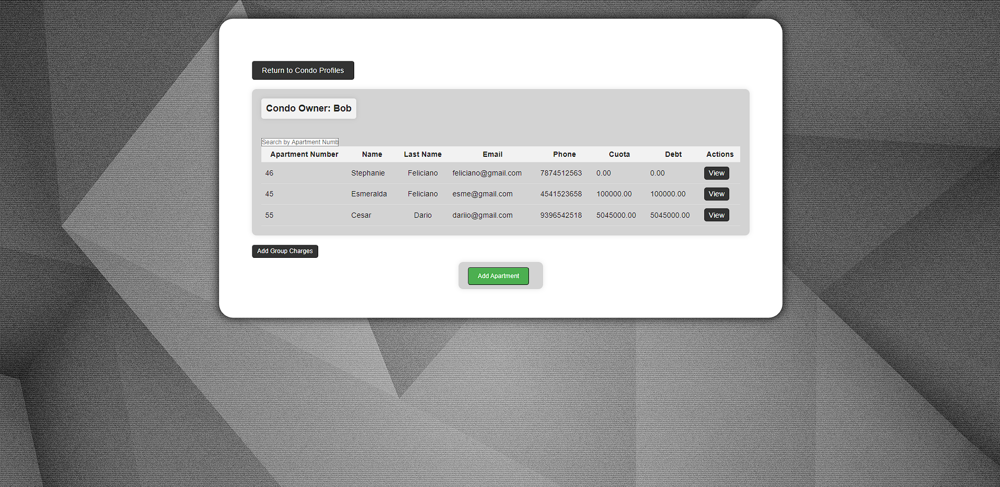 Return to Condo Profiles
Condo Owner: Bob
Search by Apartment Numb
Apartment Number Name Last Name Email Phone Cuota Debt Actions
46 Stephanie Feliciano feliciano@gmail.com 7874512563 0.00 0.00 View
45 Esmeralda Feliciano esme@gmail.com 4541523658 100000.00 100000.00 View
55 Cesar Dario dariio@gmail.com 9396542518 5045000.00 5045000.00 View
Add Group Charges
Add Apartment